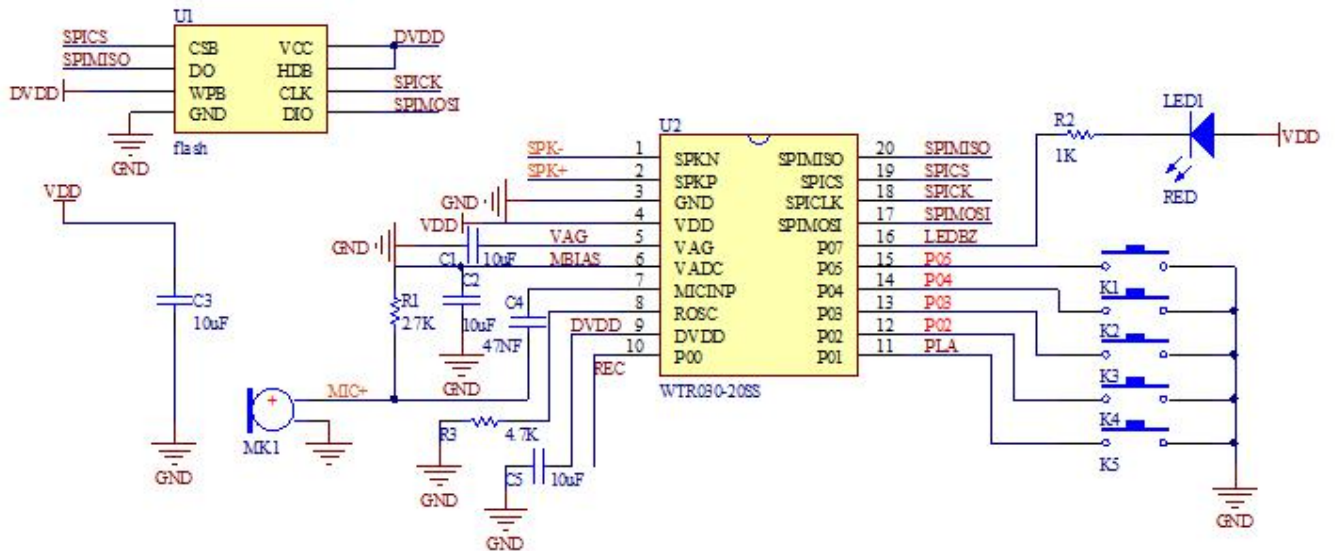 U1
SPICS CSB VCC DVDD
SPIMISO DO HDB
DVDD WPB CLK SPICK
GND DIO SPIMOSI
flash
GND
VDD
C3
10uF
GND
U2
SPK- 1 SPKN SPIMISO 20 SPIMISO
SPK+ 2 SPKP SPICS 19 SPICS
GND 3 GND SPICLK 18 SPICK
VDD 4 VDD SPIMOSI 17 SPIMOSI
GND VAG 5 VAG P07 16 LEDBZ
C1 10uF
MBIAS 6 VADC P05 15 P05
7 MICINP P04 14 P04
8 ROSC P03 13 P03
DVDD 9 DVDD P02 12 P02
REC 10 P00 P01 11 PLA
WTR030-20SS
R1
2.7K
C2
10uF
GND
C4
47NF
MIC+
+
MK1
GND
R3 4.7K
GND
C5 10uF
GND
R2
1K
LED1
RED
VDD
K1
K2
K3
K4
K5
GND